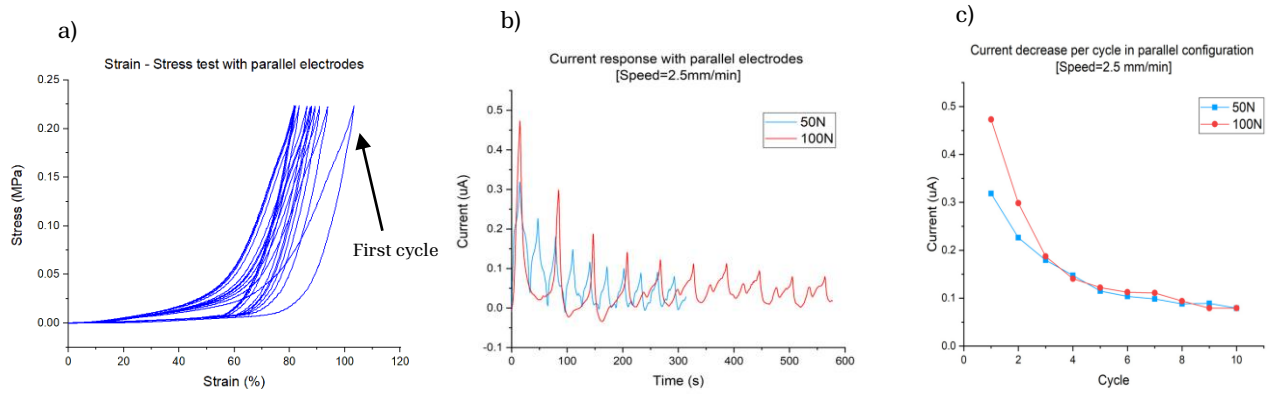 a)
Strain - Stress test with parallel electrodes
0.25
0.20
0.15
0.10
0.05
0.00
Stress (MPa)
0
20
40
60
80
100
120
Strain (%)
First cycle
b)
Current response with parallel electrodes
[Speed=2.5mm/min]
50N
100N
0.5
0.4
0.3
0.2
0.1
0.0
-0.1
Current (uA)
0
100
200
300
400
500
600
Time (s)
c)
Current decrease per cycle in parallel configuration
[Speed=2.5 mm/min]
50N
100N
0.5
0.4
0.3
0.2
0.1
0.0
Current (uA)
0
2
4
6
8
10
Cycle